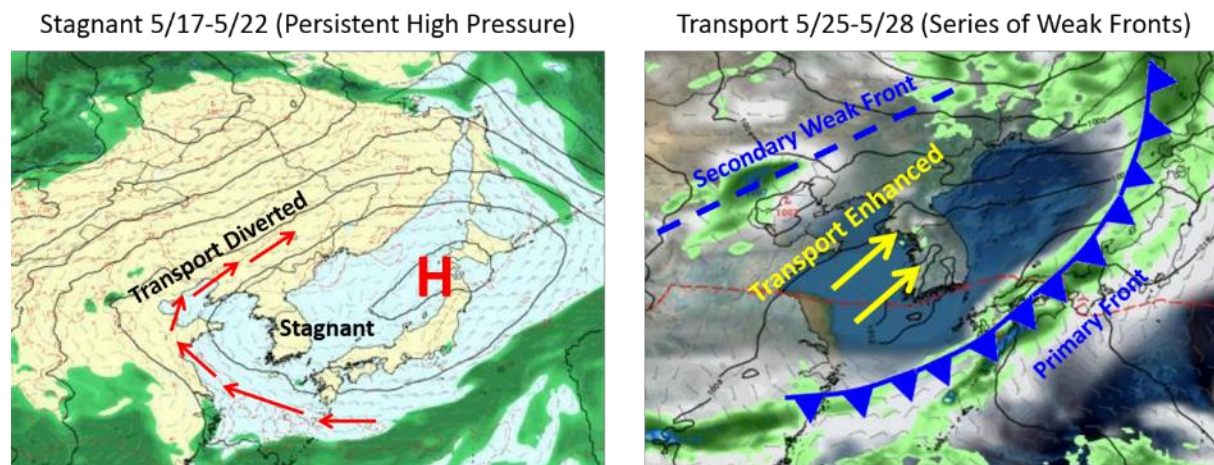 Stagnant 5/17-5/22 (Persistent High Pressure)
Transport Diverted
H
Stagnant
Transport 5/25-5/28 (Series of Weak Fronts)
Secondary Weak Front
Transport Enhanced
Primary Front